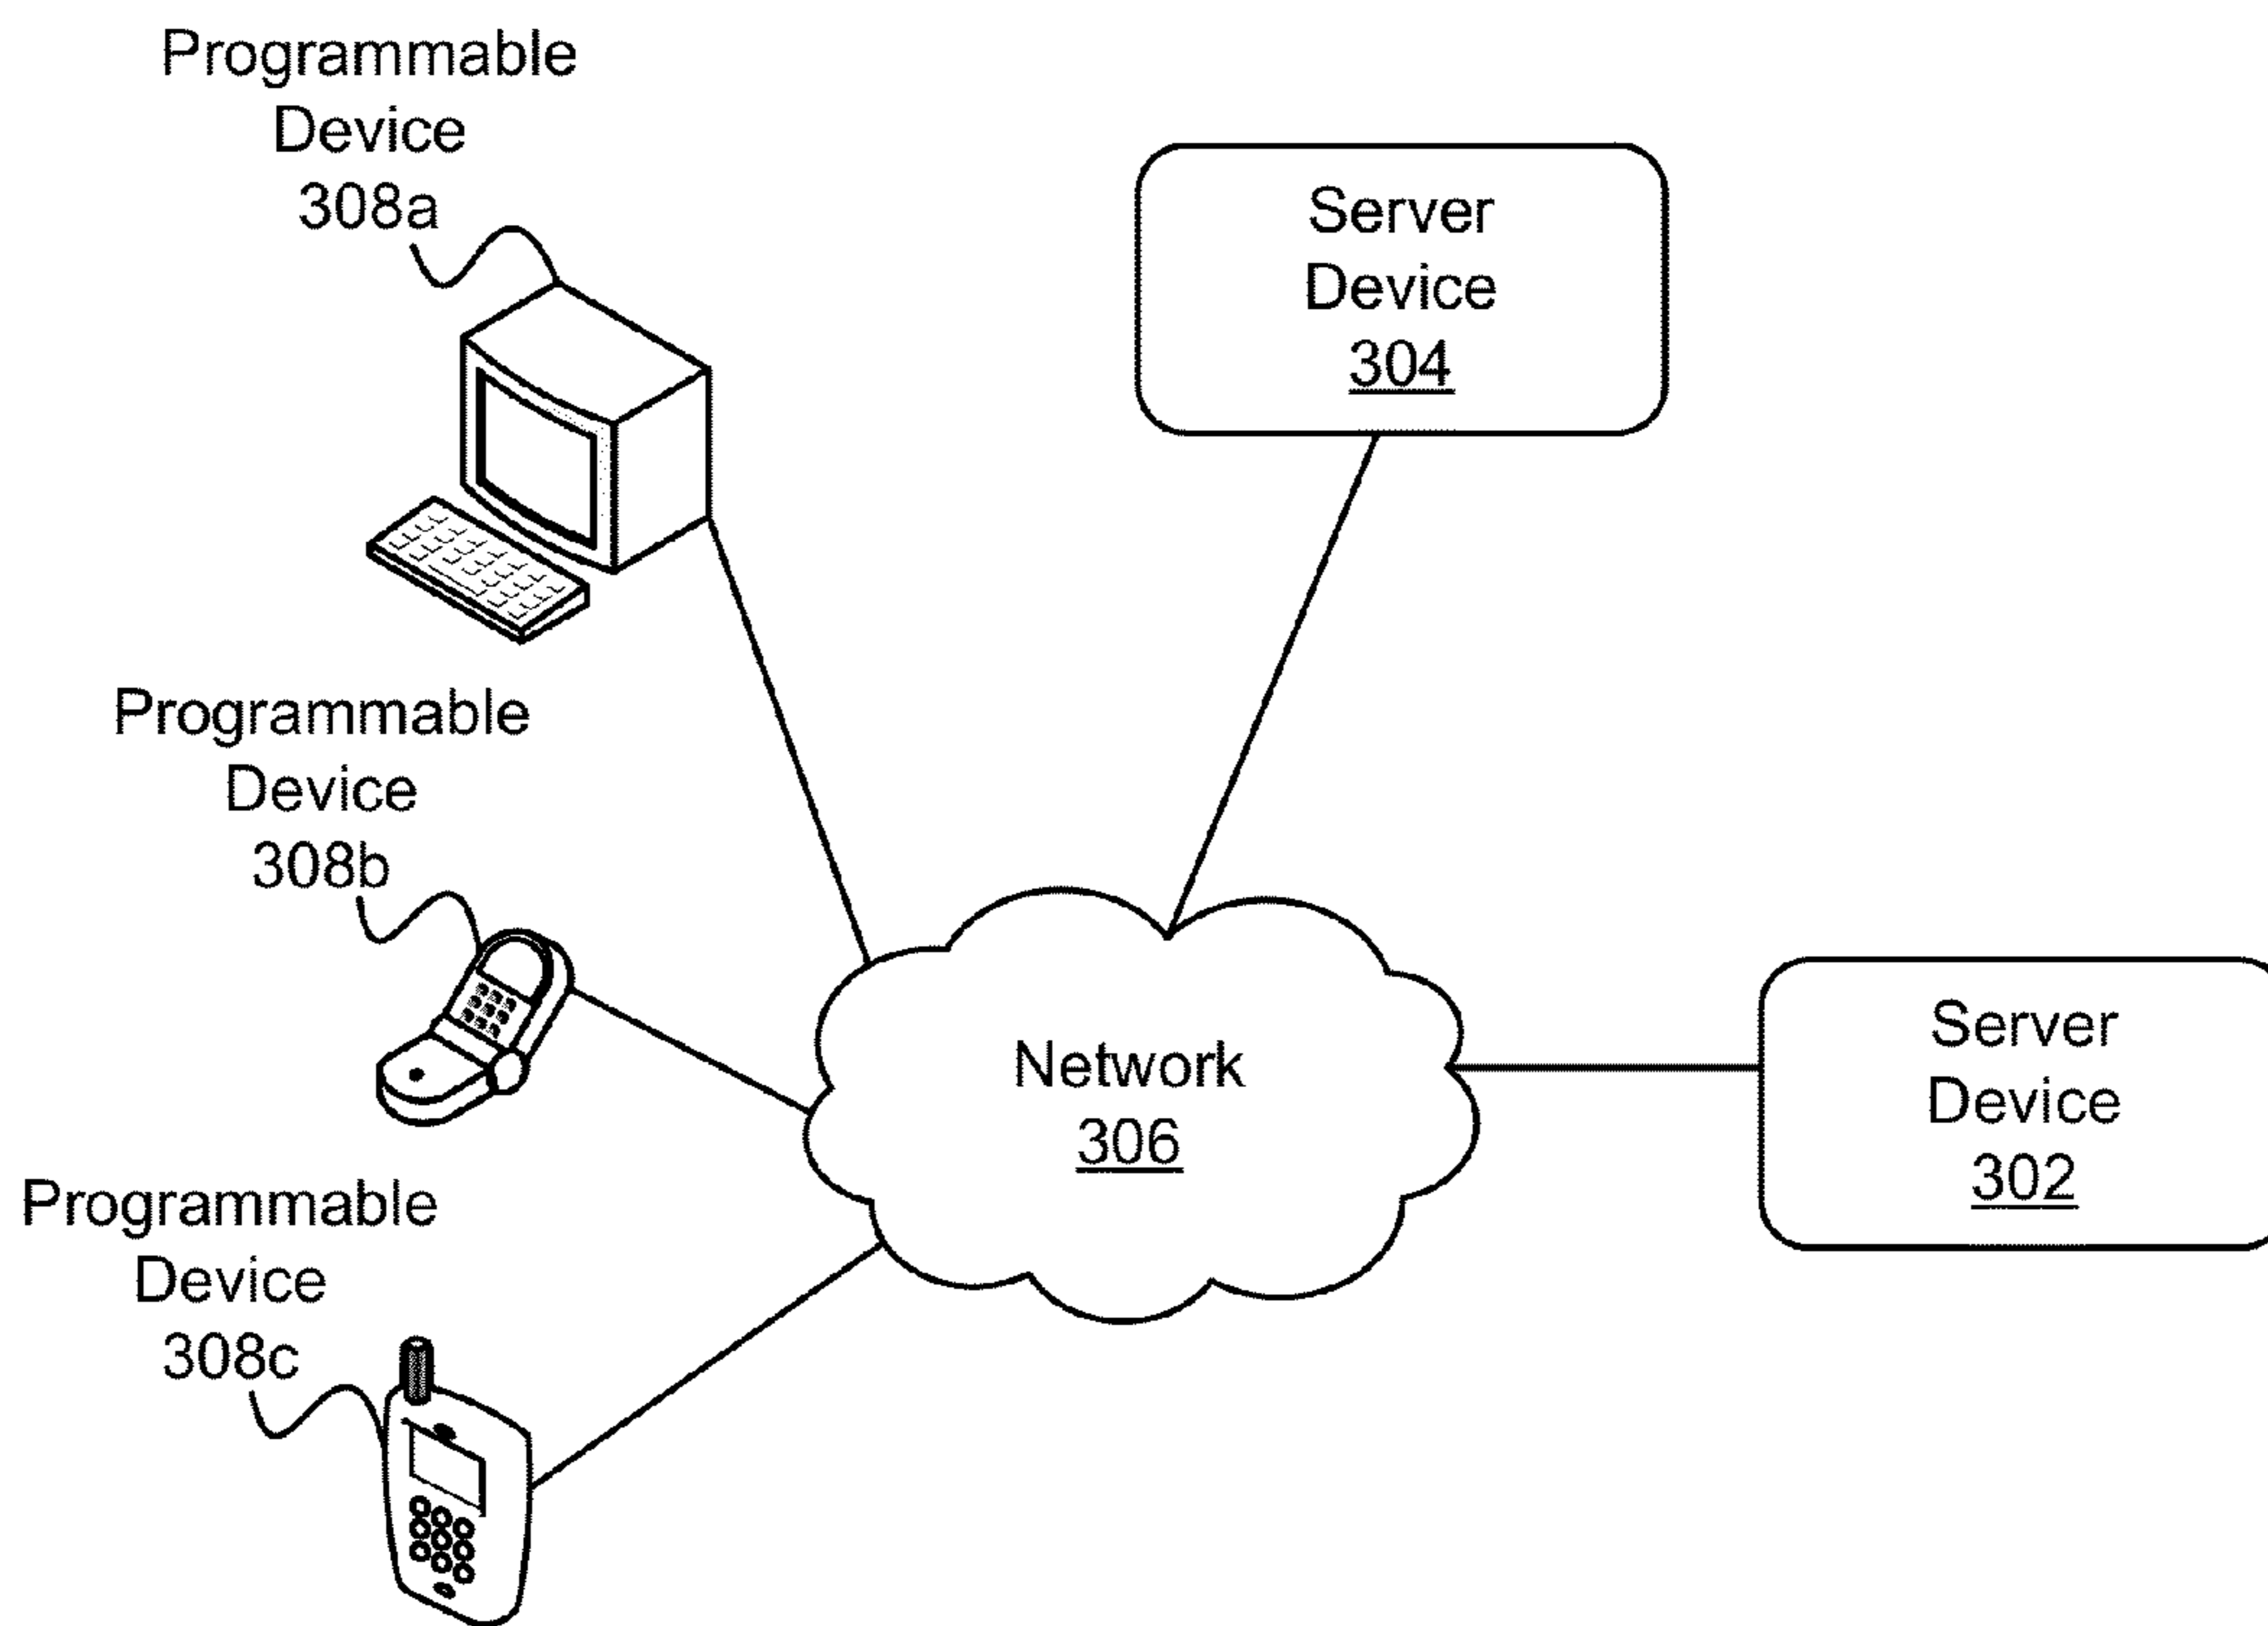 Programmable
Device
308a
Server
Device
304
Programmable
Device
308b
Network
306
Server
Device
302
Programmable
Device
308c